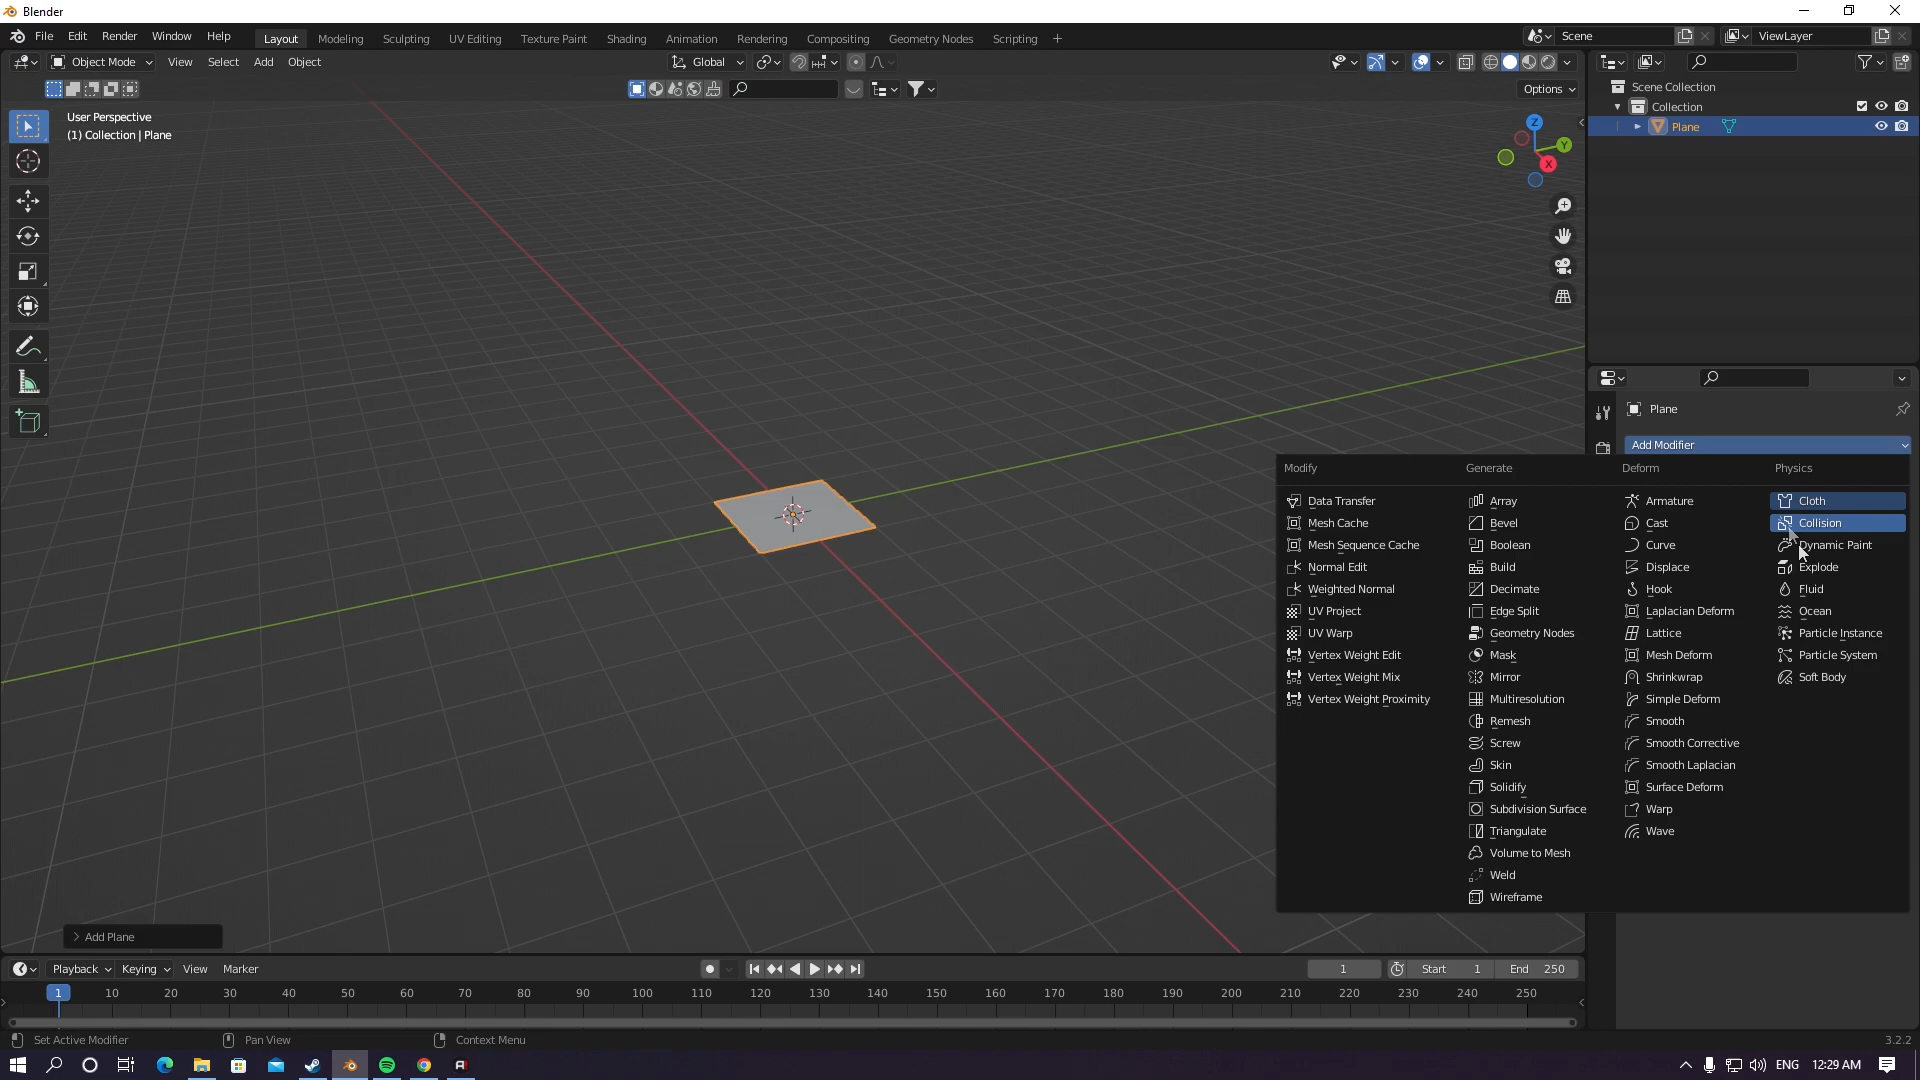 Blender
File Edit Render Window Help Layout Modeling Sculpting UV Editing Texture Paint Shading Animation Rendering Compositing Geometry Nodes Scripting Scene ViewLayer
Object Mode View Select Add Object Global
Options
User Perspective
(1) Collection | Plane
Z
Y
X
Scene Collection
Collection
Plane
Plane
Add Modifier
Modify Generate Deform Physics
Data Transfer Array Armature Cloth
Mesh Cache Bevel Cast Collision
Mesh Sequence Cache Boolean Curve Dynamic Paint
Normal Edit Build Displace Explode
Weighted Normal Decimate Hook Fluid
UV Project Edge Split Laplacian Deform Ocean
UV Warp Geometry Nodes Lattice Particle Instance
Vertex Weight Edit Mask Mesh Deform Particle System
Vertex Weight Mix Mirror Shrinkwrap Soft Body
Vertex Weight Proximity Multiresolution Simple Deform
Remesh Smooth
Screw Smooth Corrective
Skin Smooth Laplacian
Solidify Surface Deform
Subdivision Surface Warp
Triangulate Wave
Volume to Mesh
Weld
Wireframe
Add Plane
Playback Keying View Marker 1 Start 1 End 250
1 10 20 30 40 50 60 70 80 90 100 110 120 130 140 150 160 170 180 190 200 210 220 230 240 250
Set Active Modifier Pan View Context Menu 3.2.2
ENG 12:29 AM